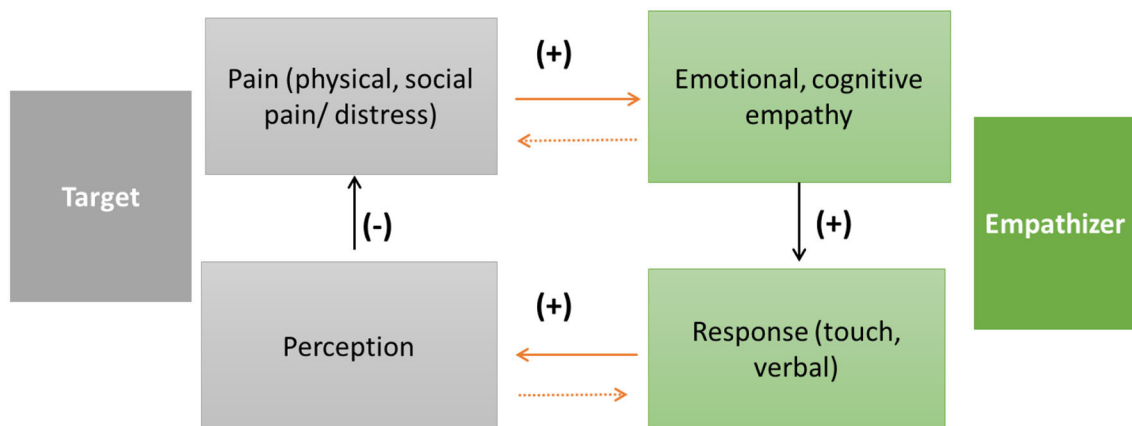 Pain (physical, social
pain/ distress)
(+)
Emotional, cognitive
empathy
Target
(-)
(+)
Empathizer
Perception
(+)
Response (touch,
verbal)